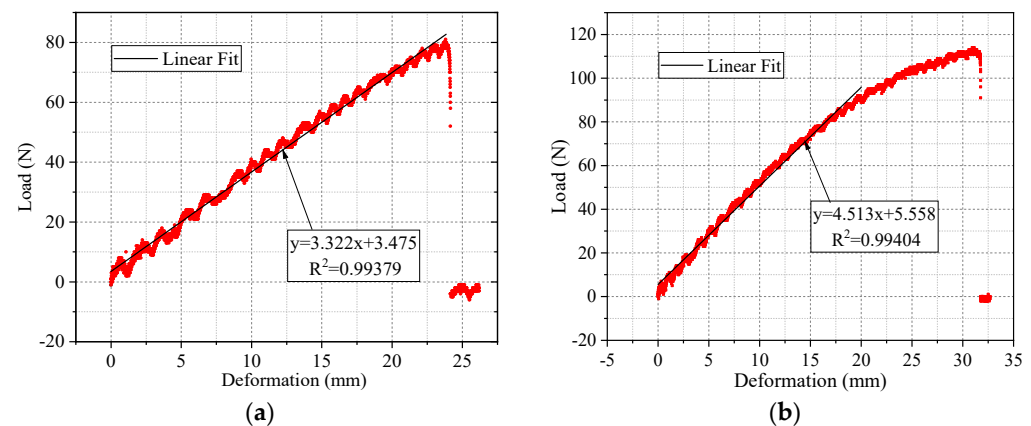 80
60
40
20
0
-20
Load (N)
Linear Fit
y=3.322x+3.475
R²=0.99379
0 5 10 15 20 25
Deformation (mm)
(a)
120
100
80
60
40
20
0
-20
Load (N)
Linear Fit
y=4.513x+5.558
R²=0.99404
-5 0 5 10 15 20 25 30 35
Deformation (mm)
(b)